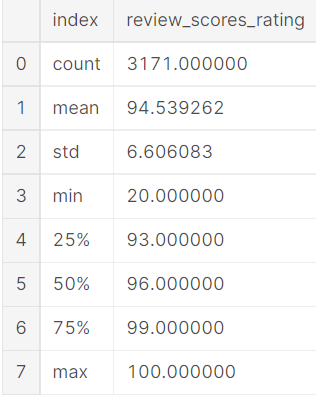 index review_scores_rating
0 count 3171.000000
1 mean 94.539262
2 std 6.606083
3 min 20.000000
4 25% 93.000000
5 50% 96.000000
6 75% 99.000000
7 max 100.000000